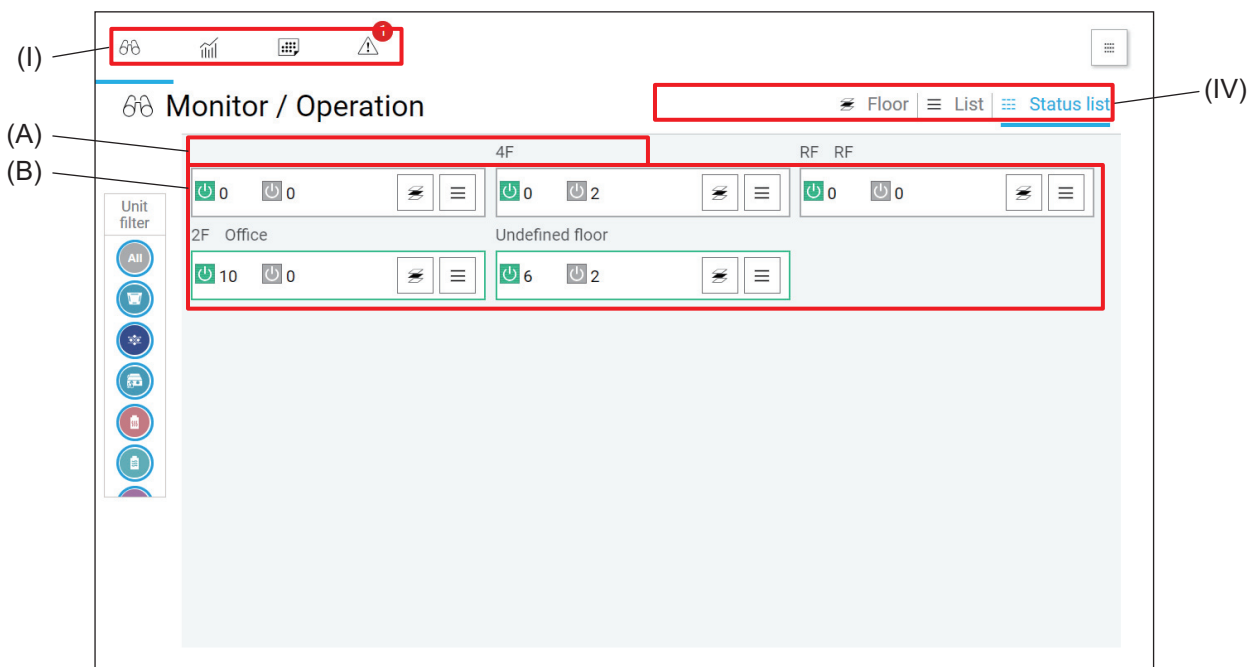 1
(I)
(IV)
Monitor / Operation
Floor List Status list
(A)
4F RF RF
(B)
0 0 0 2 0 0
Unit
filter
2F Office Undefined floor
All
10 0 6 2